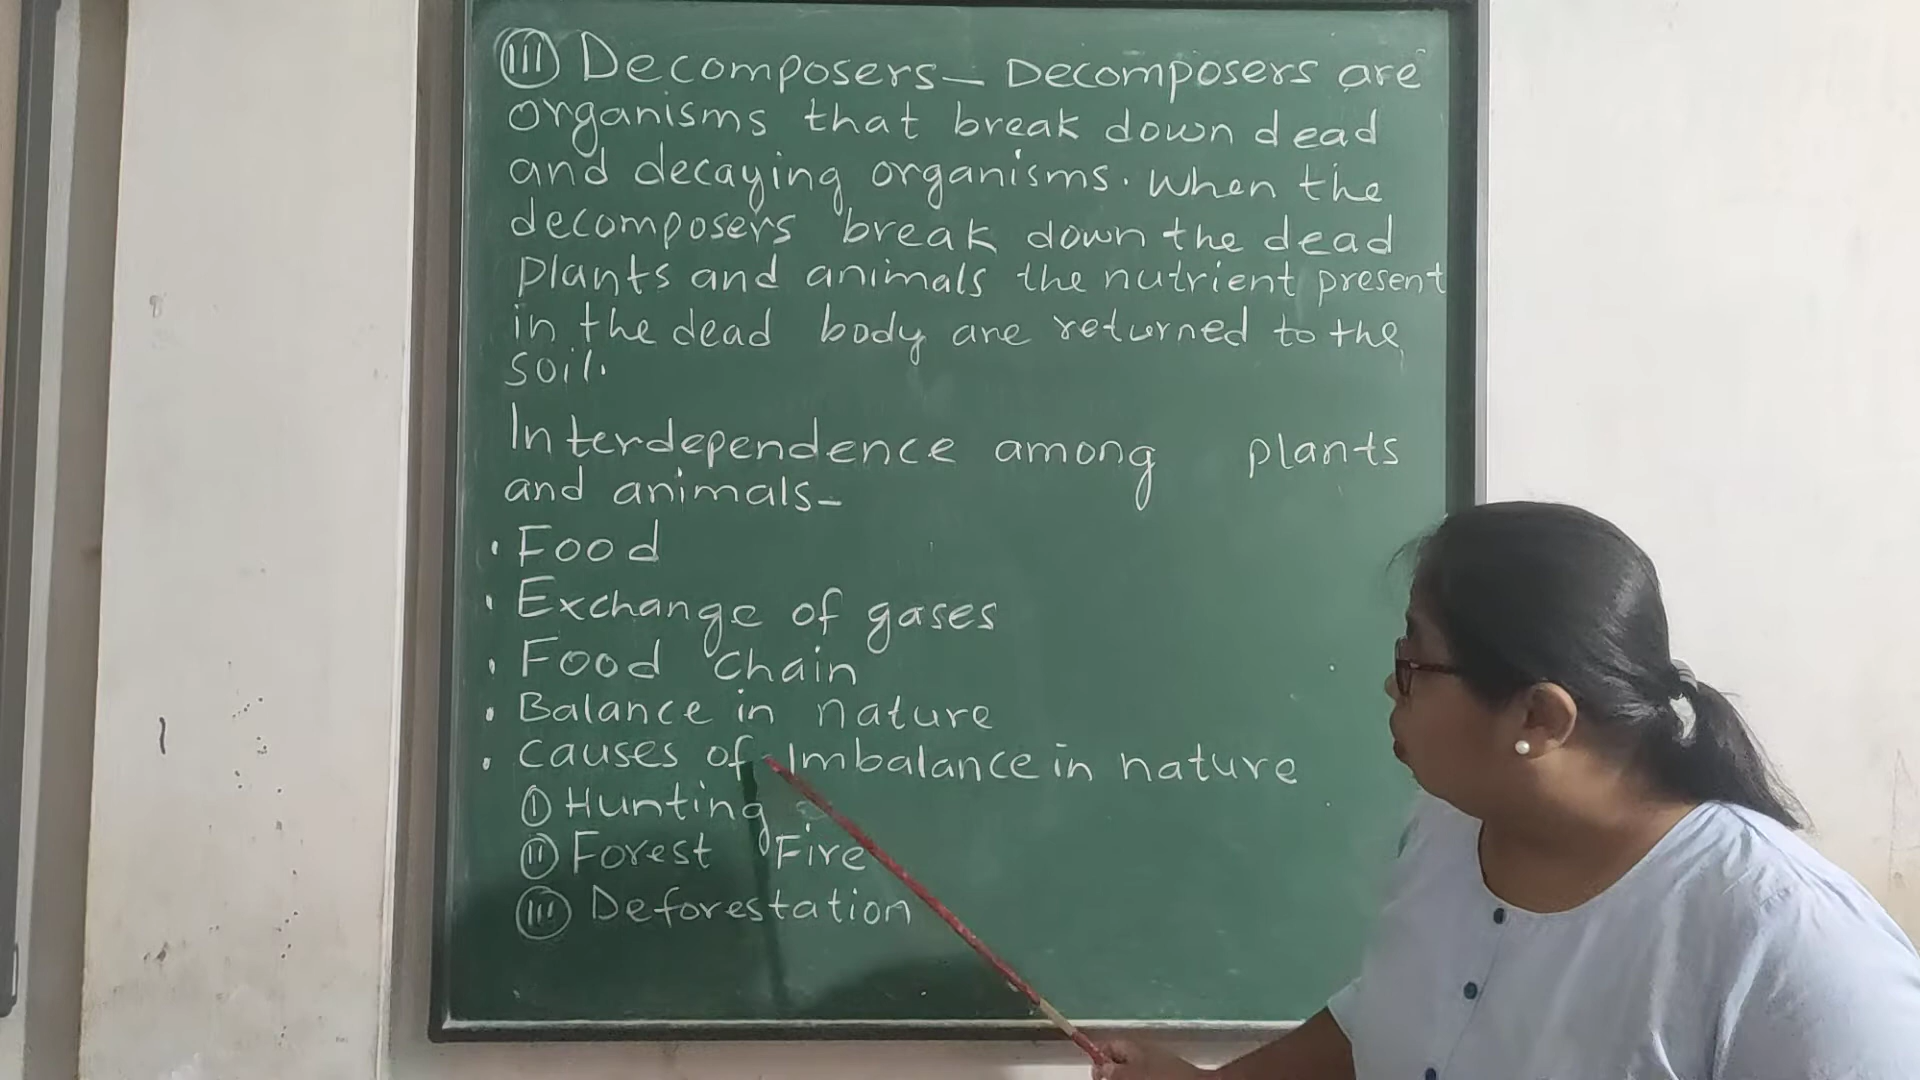 (III) Decomposers – Decomposers are
organisms that break down dead
and decaying organisms. When the
decomposers break down the dead
plants and animals the nutrient present
in the dead body are returned to the
soil.
Interdependence among plants
and animals–
• Food
• Exchange of gases
• Food Chain
• Balance in nature
• Causes of Imbalance in nature
(I) Hunting
(II) Forest Fire
(III) Deforestation